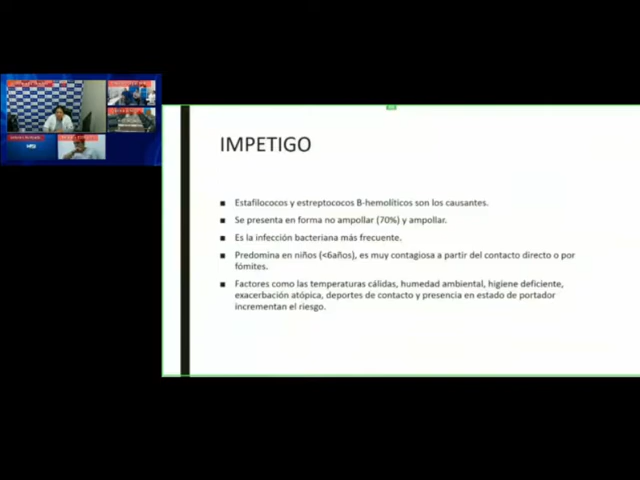 IMPETIGO
Estafilococos y estreptococos B-hemolíticos son los causantes.
Se presenta en forma no ampollar (70%) y ampollar.
Es la infección bacteriana más frecuente.
Predomina en niños (<6años), es muy contagiosa a partir del contacto directo o por
fómites.
Factores como las temperaturas cálidas, humedad ambiental, higiene deficiente,
exacerbación atópica, deportes de contacto y presencia en estado de portador
incrementan el riesgo.